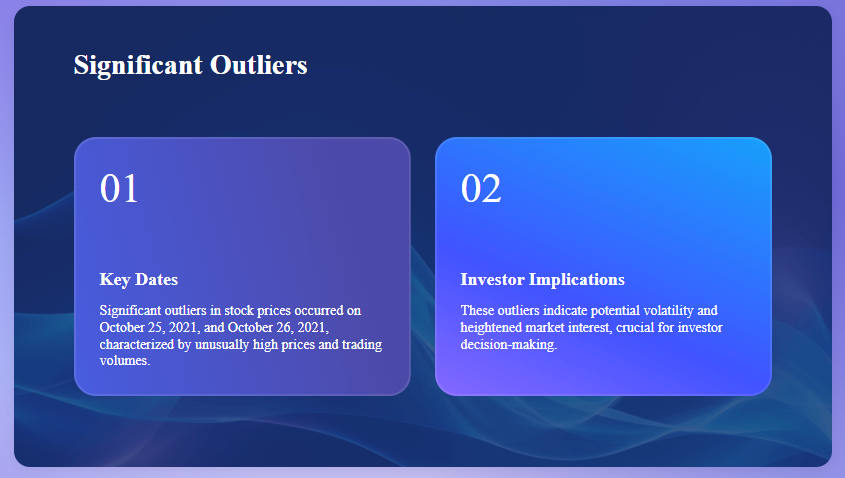 Significant Outliers
01
Key Dates
Significant outliers in stock prices occurred on
October 25, 2021, and October 26, 2021,
characterized by unusually high prices and trading
volumes.
02
Investor Implications
These outliers indicate potential volatility and
heightened market interest, crucial for investor
decision-making.